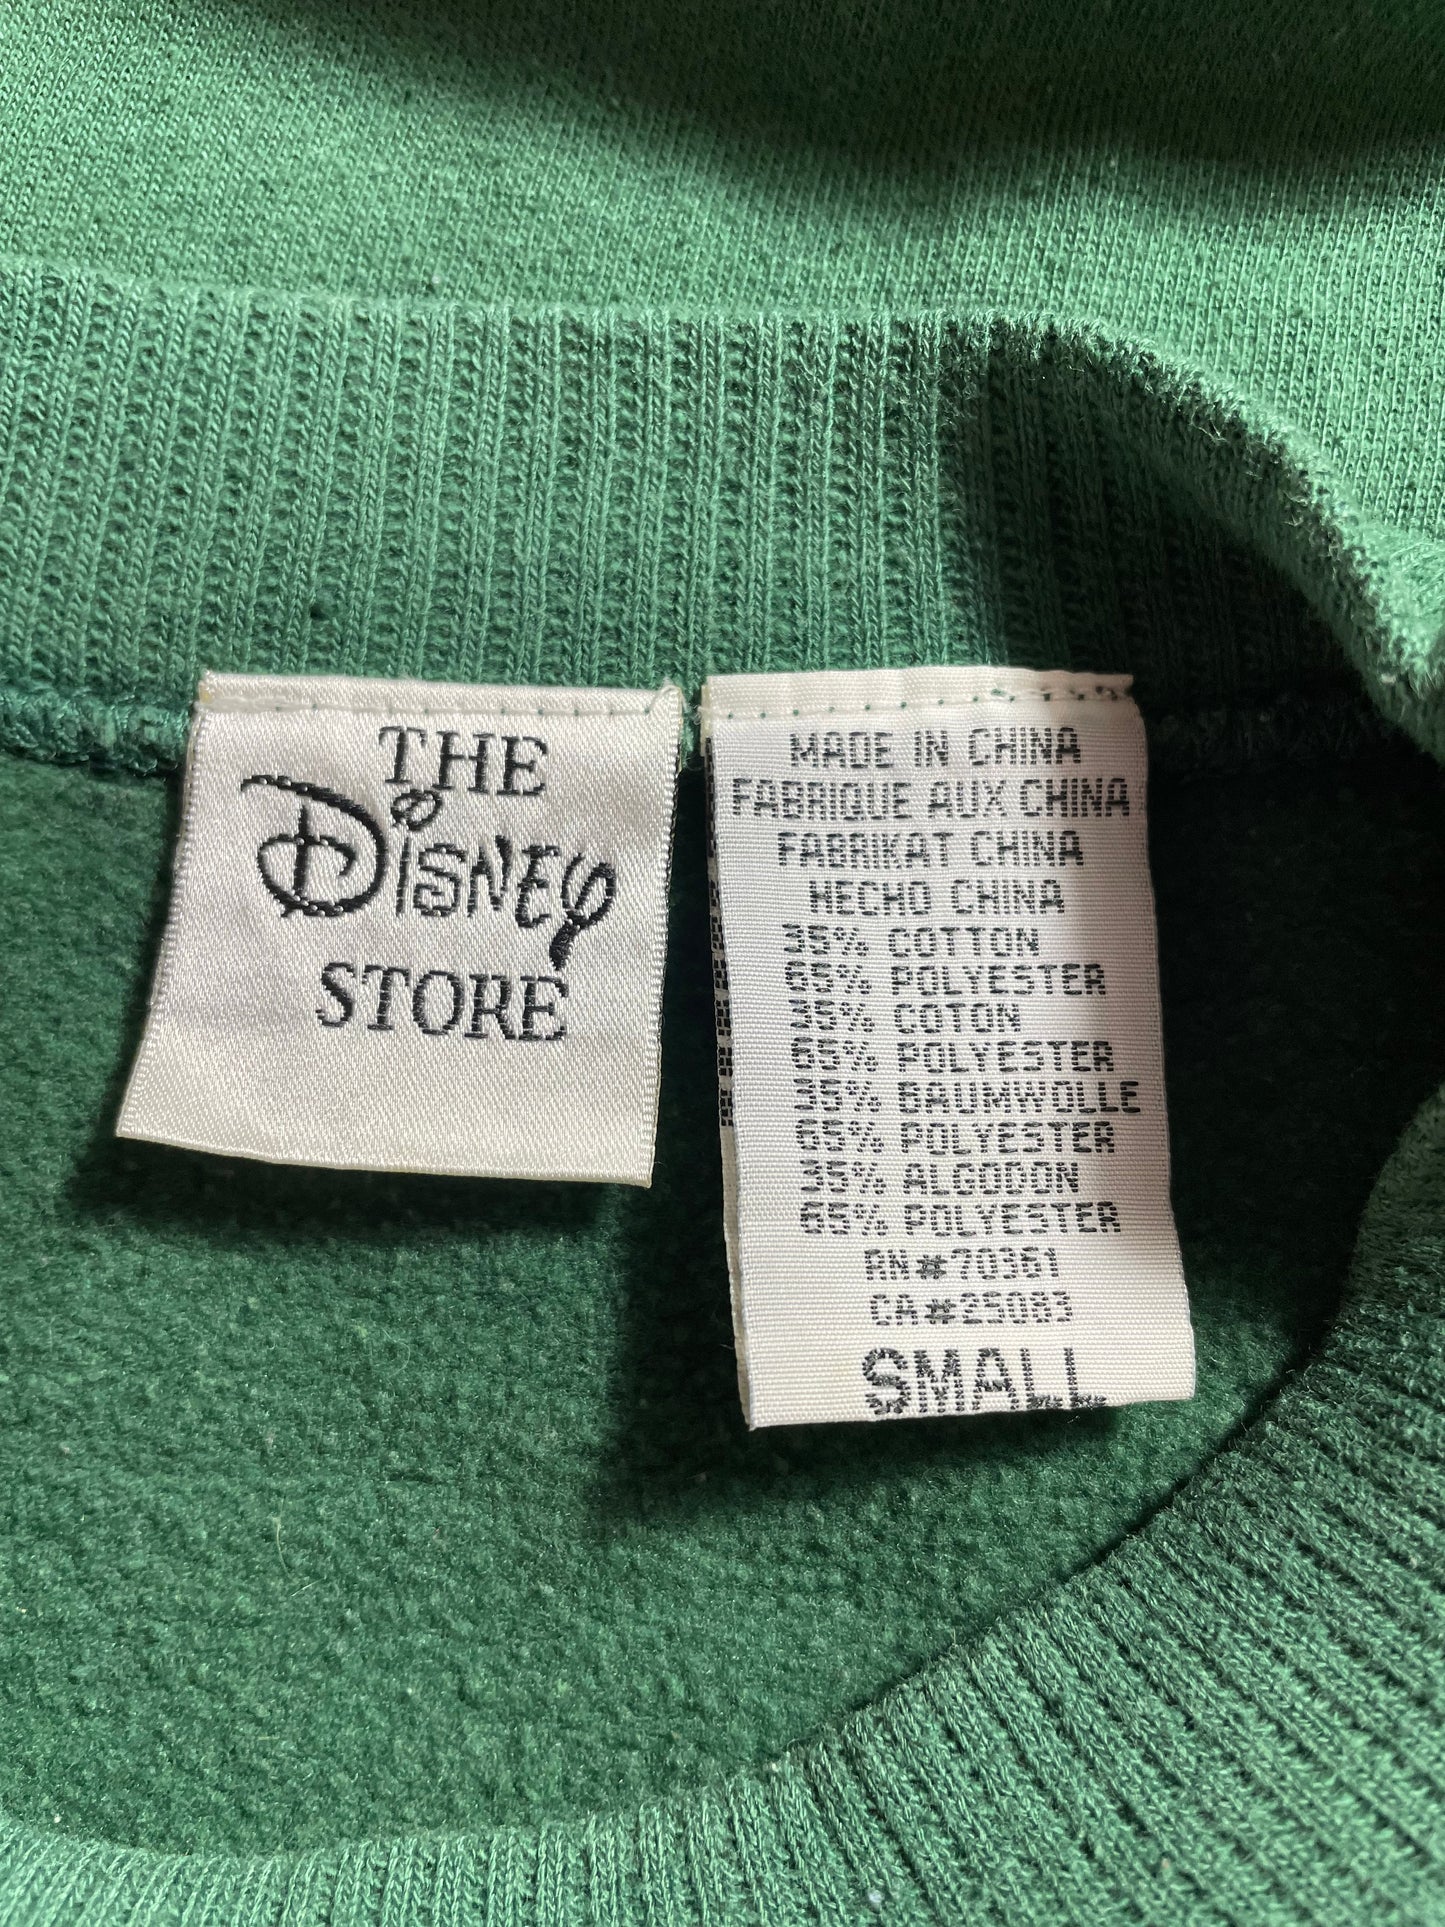 THE
Disney
STORE
MADE IN CHINA
FABRIQUE AUX CHINA
FABRIKAT CHINA
HECHO CHINA
35% COTTON
65% POLYESTER
35% COTON
65% POLYESTER
35% BAUMWOLLE
65% POLYESTER
35% ALGODON
65% POLYESTER
RN#70361
CA#25083
SMALL